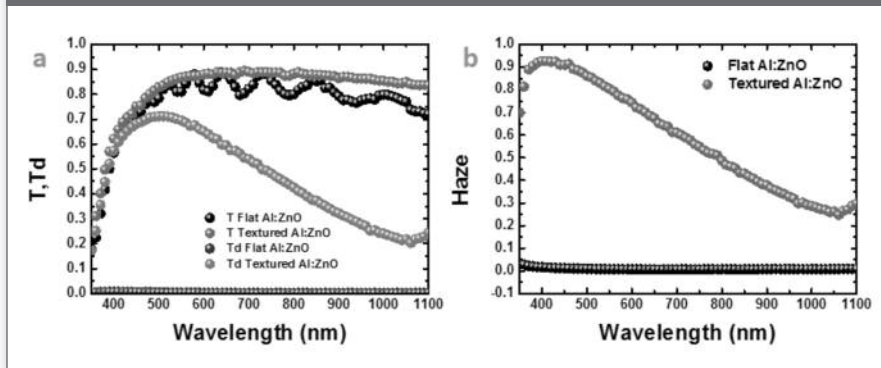 a
1.0
0.9
0.8
0.7
0.6
0.5
0.4
0.3
0.2
0.1
0.0
T,Td
T Flat Al:ZnO
T Textured Al:ZnO
Td Flat Al:ZnO
Td Textured Al:ZnO
400 500 600 700 800 900 1000 1100
Wavelength (nm)
b
1.0
0.9
0.8
0.7
0.6
0.5
0.4
0.3
0.2
0.1
0.0
-0.1
Haze
Flat Al:ZnO
Textured Al:ZnO
400 500 600 700 800 900 1000 1100
Wavelength (nm)